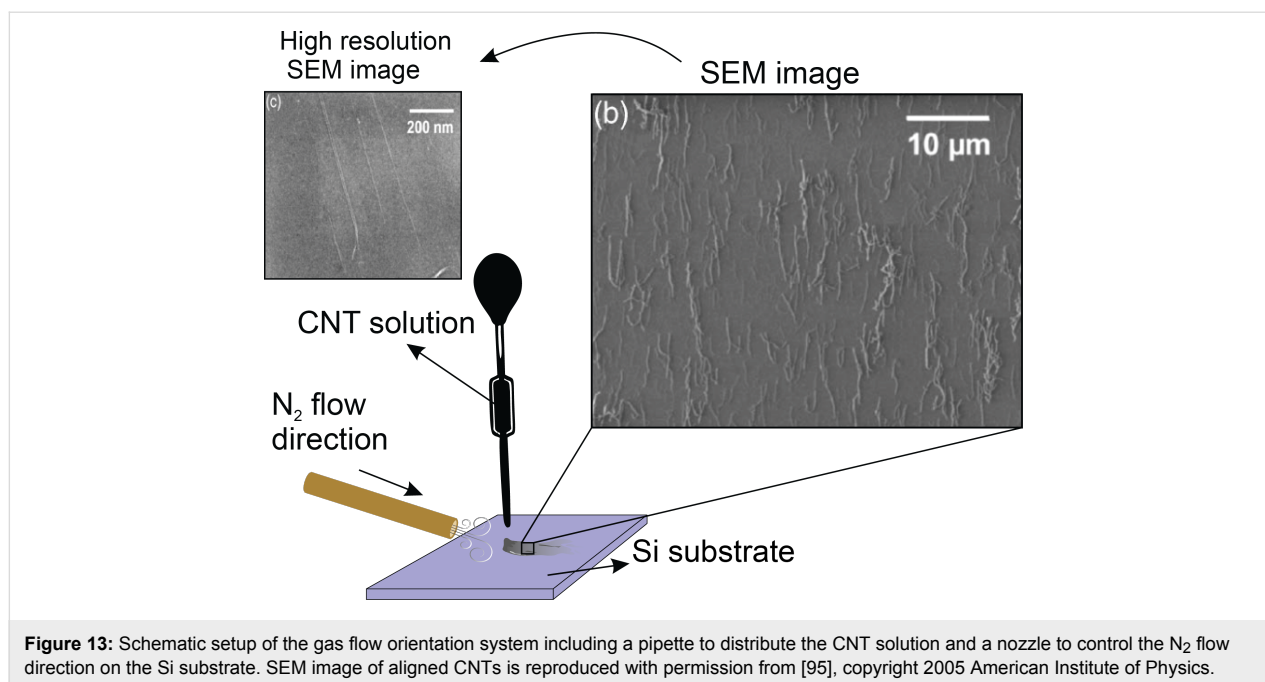 High resolution
SEM image
SEM image
(c)
200 nm
(b)
10 µm
CNT solution
N₂ flow
direction
Si substrate
Figure 13: Schematic setup of the gas flow orientation system including a pipette to distribute the CNT solution and a nozzle to control the N₂ flow
direction on the Si substrate. SEM image of aligned CNTs is reproduced with permission from [95], copyright 2005 American Institute of Physics.